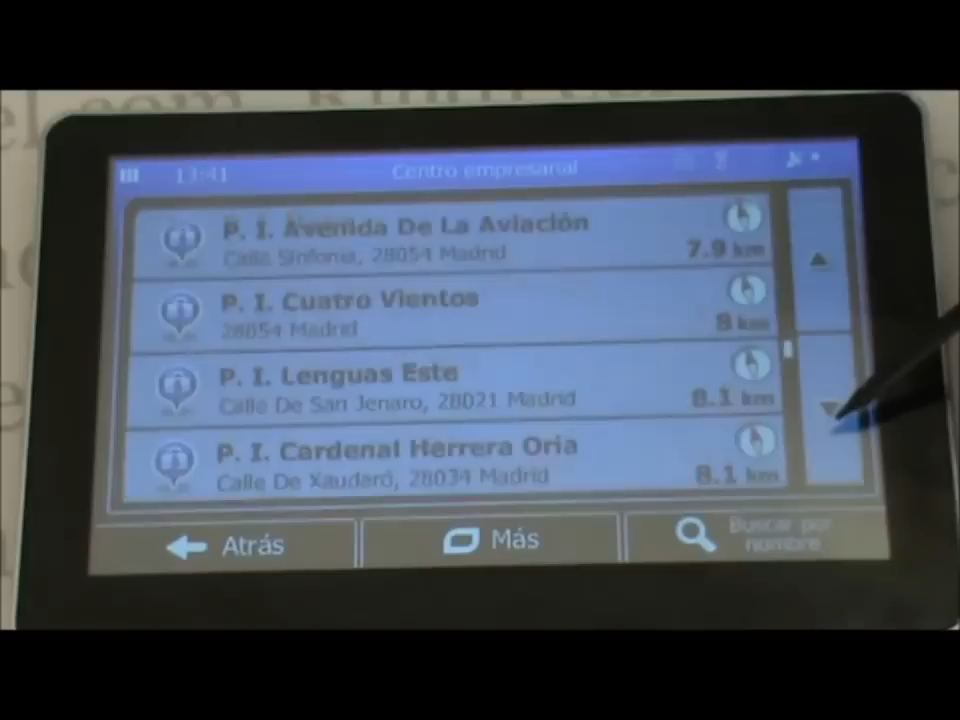 13:41
Centro empresarial
P. I. Avenida De La Aviación
Calle Sinfonía, 28054 Madrid
7.9 km
P. I. Cuatro Vientos
28054 Madrid
8 km
P. I. Lenguas Este
Calle De San Jenaro, 28021 Madrid
8.1 km
P. I. Cardenal Herrera Oria
Calle De Xaudaró, 28034 Madrid
8.1 km
Atrás
Más
Buscar por
nombre